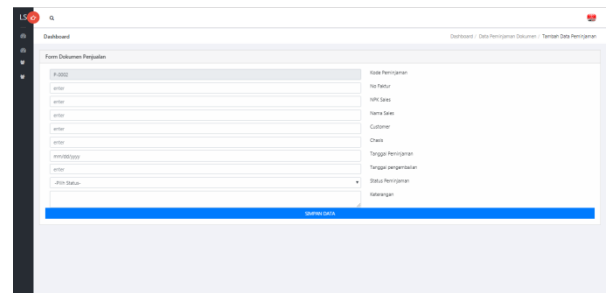 LS
Dashboard
Dashboard / Data Peminjaman Dokumen / Tambah Data Peminjaman
Form Dokumen Penjualan
P-0002 Kode Peminjaman
enter No Faktur
enter NPK Sales
enter Nama Sales
enter Customer
enter Chasis
mm/dd/yyyy Tanggal Peminjaman
enter Tanggal pengembalian
-Pilih Status- Status Peminjaman
Keterangan
SIMPAN DATA